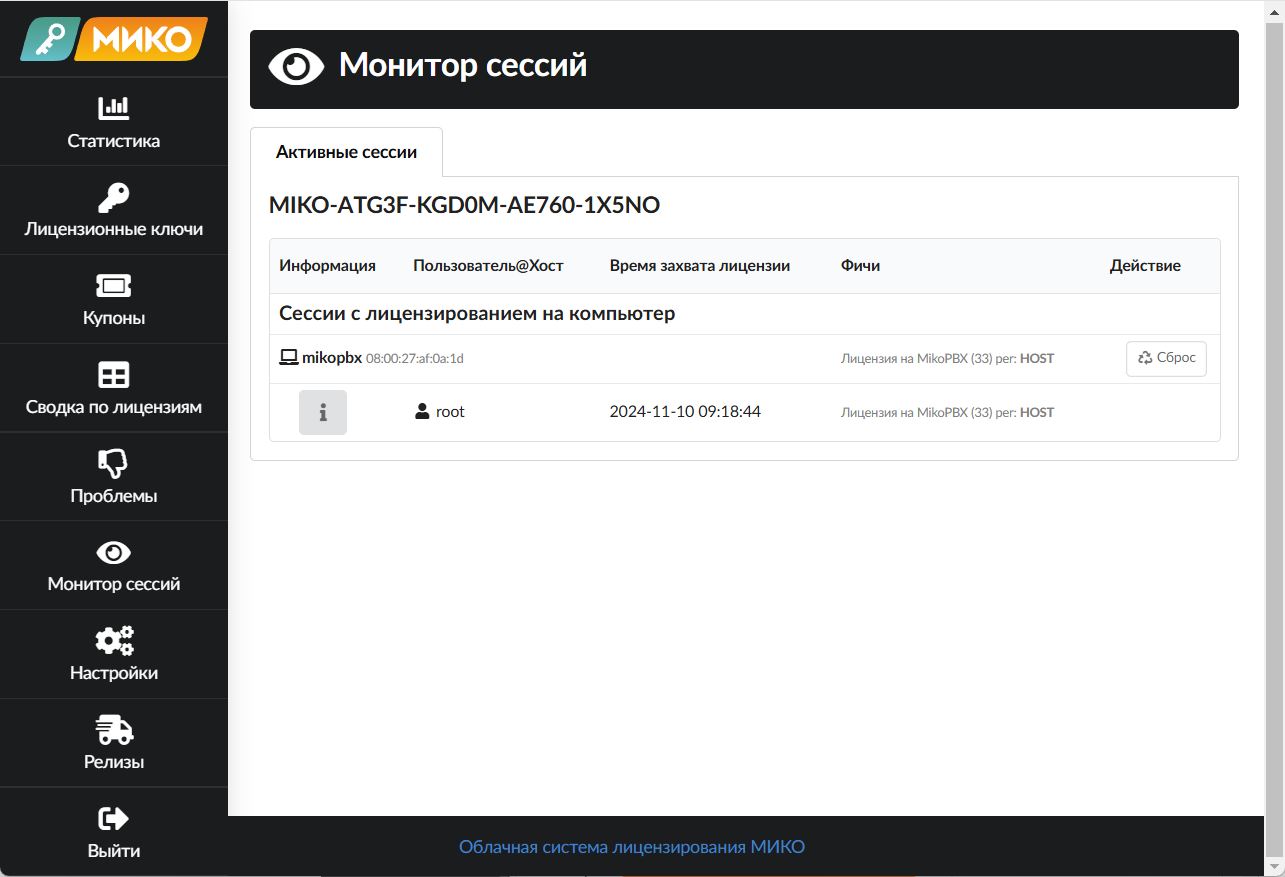 МИКО
Статистика
Лицензионные ключи
Купоны
Сводка по лицензиям
Проблемы
Монитор сессий
Настройки
Релизы
Выйти
Монитор сессий
Активные сессии
MIKO-ATG3F-KGD0M-AE760-1X5NO
Информация Пользователь@Хост Время захвата лицензии Фичи Действие
Сессии с лицензированием на компьютер
mikopbx 08:00:27:af:0a:1d Лицензия на MikoPBX (33) per: HOST Сброс
root 2024-11-10 09:18:44 Лицензия на MikoPBX (33) per: HOST
Облачная система лицензирования МИКО